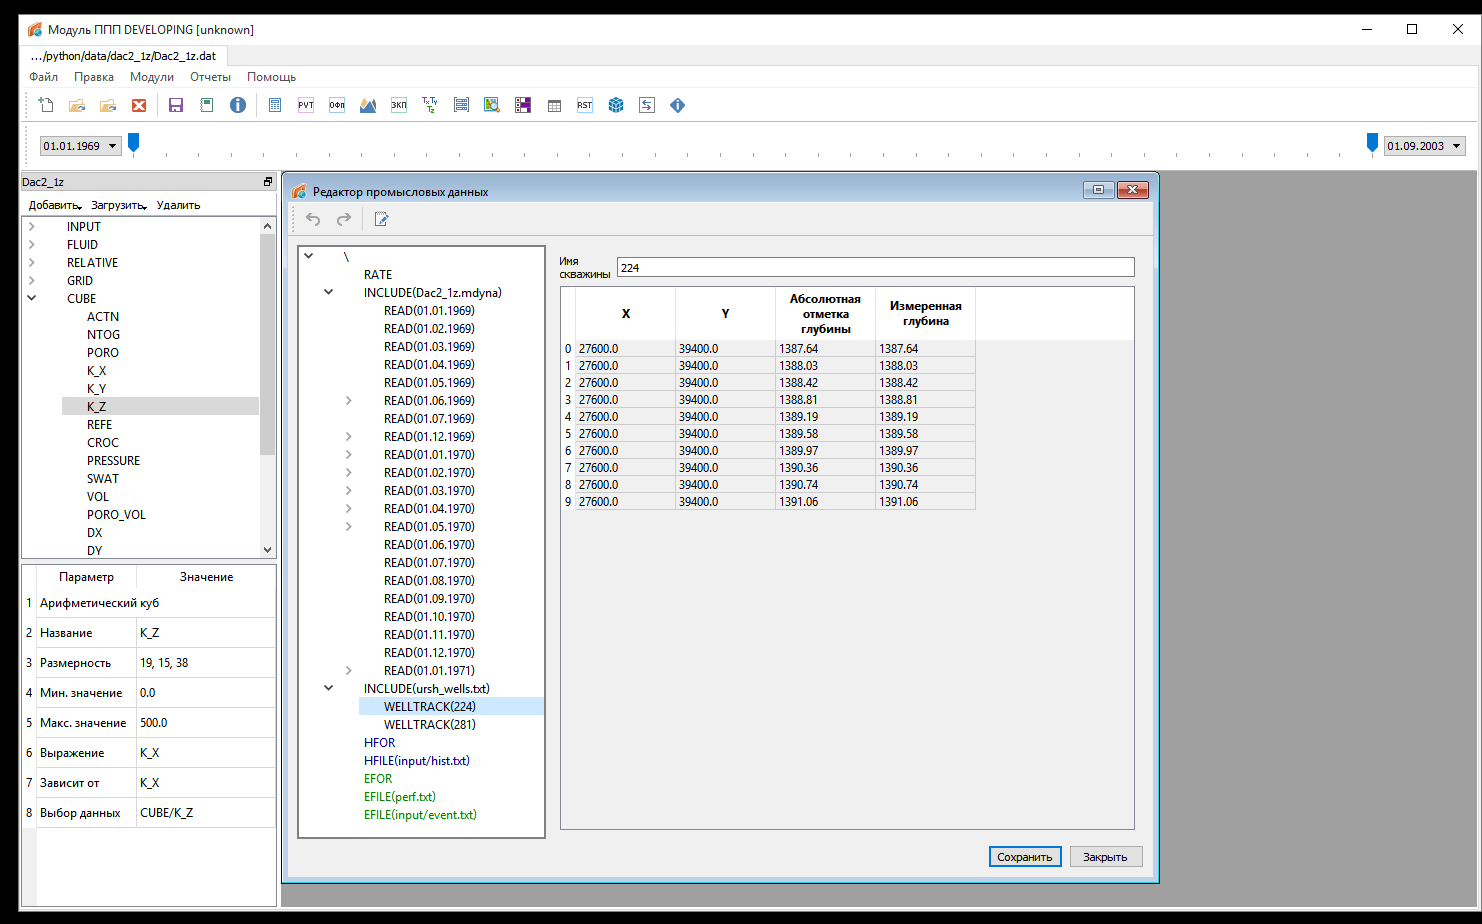 Модуль ППП DEVELOPING [unknown]
.../python/data/dac2_1z/Dac2_1z.dat
Файл Правка Модули Отчеты Помощь
PVT ОФП ЗКП TxTy Tz RST
01.01.1969 01.09.2003
Dac2_1z
Добавить Загрузить Удалить
INPUT
FLUID
RELATIVE
GRID
CUBE
ACTN
NTOG
PORO
K_X
K_Y
K_Z
REFE
CROC
PRESSURE
SWAT
VOL
PORO_VOL
DX
DY
Параметр Значение
1 Арифметический куб
2 Название K_Z
3 Размерность 19, 15, 38
4 Мин. значение 0.0
5 Макс. значение 500.0
6 Выражение K_X
7 Зависит от K_X
8 Выбор данных CUBE/K_Z
Редактор промысловых данных
\
RATE
INCLUDE(Dac2_1z.mdyna)
READ(01.01.1969)
READ(01.02.1969)
READ(01.03.1969)
READ(01.04.1969)
READ(01.05.1969)
READ(01.06.1969)
READ(01.07.1969)
READ(01.12.1969)
READ(01.01.1970)
READ(01.02.1970)
READ(01.03.1970)
READ(01.04.1970)
READ(01.05.1970)
READ(01.06.1970)
READ(01.07.1970)
READ(01.08.1970)
READ(01.09.1970)
READ(01.10.1970)
READ(01.11.1970)
READ(01.12.1970)
READ(01.01.1971)
INCLUDE(ursh_wells.txt)
WELLTRACK(224)
WELLTRACK(281)
HFOR
HFILE(input/hist.txt)
EFOR
EFILE(perf.txt)
EFILE(input/event.txt)
Имя
скважины 224
X Y Абсолютная отметка глубины Измеренная глубина
0 27600.0 39400.0 1387.64 1387.64
1 27600.0 39400.0 1388.03 1388.03
2 27600.0 39400.0 1388.42 1388.42
3 27600.0 39400.0 1388.81 1388.81
4 27600.0 39400.0 1389.19 1389.19
5 27600.0 39400.0 1389.58 1389.58
6 27600.0 39400.0 1389.97 1389.97
7 27600.0 39400.0 1390.36 1390.36
8 27600.0 39400.0 1390.74 1390.74
9 27600.0 39400.0 1391.06 1391.06
Сохранить Закрыть